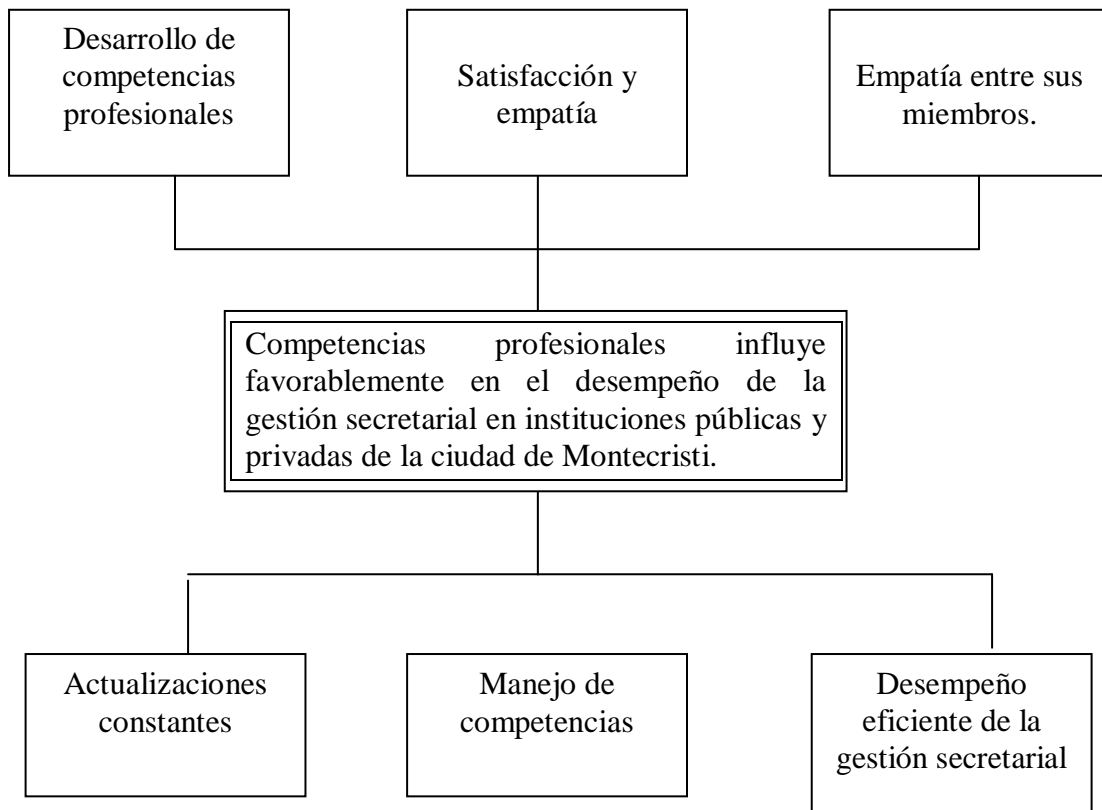 Desarrollo de
competencias
profesionales
Satisfacción y
empatía
Empatía entre sus
miembros.
Competencias profesionales influye
favorablemente en el desempeño de la
gestión secretarial en instituciones públicas y
privadas de la ciudad de Montecristi.
Actualizaciones
constantes
Manejo de
competencias
Desempeño
eficiente de la
gestión secretarial